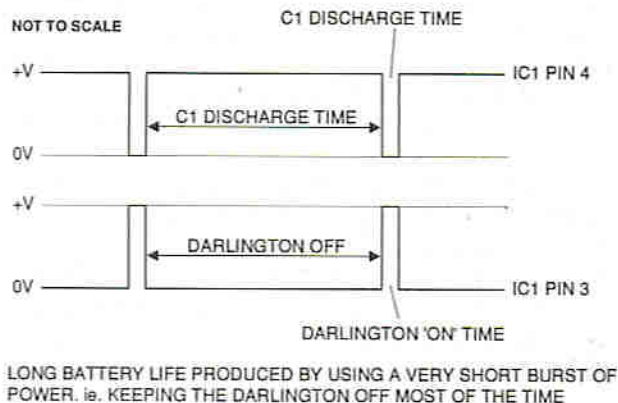 NOT TO SCALE
C1 DISCHARGE TIME
+V
IC1 PIN 4
C1 DISCHARGE TIME
0V
+V
DARLINGTON OFF
0V
IC1 PIN 3
DARLINGTON 'ON' TIME
LONG BATTERY LIFE PRODUCED BY USING A VERY SHORT BURST OF
POWER. ie. KEEPING THE DARLINGTON OFF MOST OF THE TIME